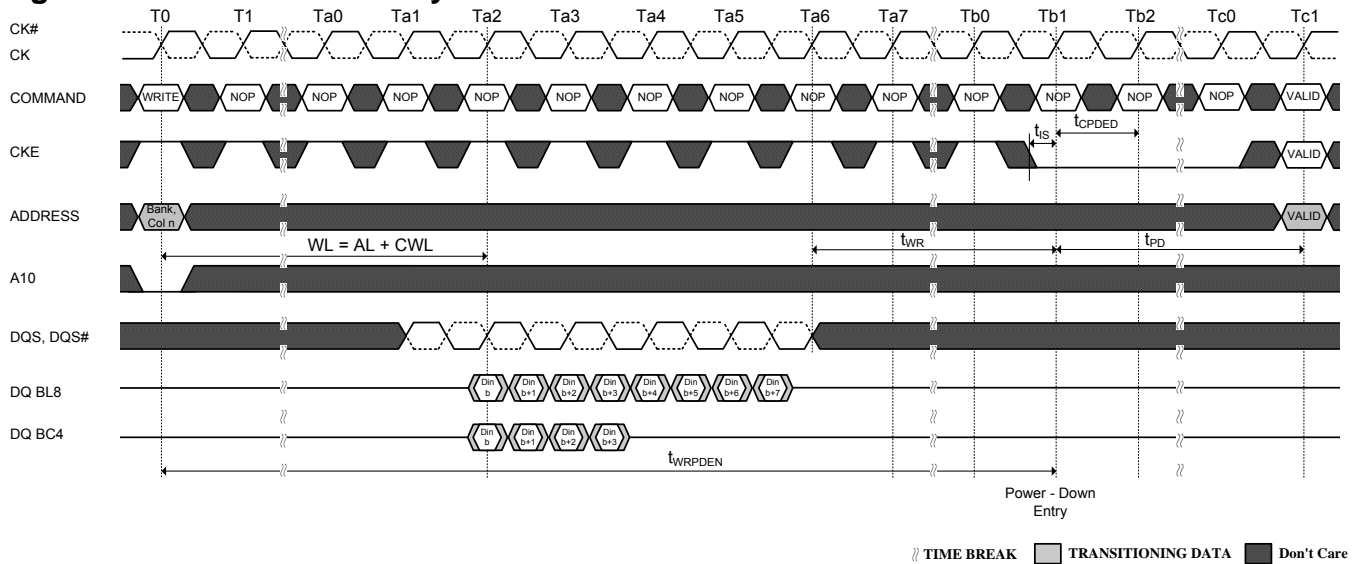 T0 T1 Ta0 Ta1 Ta2 Ta3 Ta4 Ta5 Ta6 Ta7 Tb0 Tb1 Tb2 Tc0 Tc1
CK#
CK
COMMAND WRITE NOP NOP NOP NOP NOP NOP NOP NOP NOP NOP NOP NOP NOP VALID
tIS tCPDED
CKE VALID
ADDRESS Bank, Col n VALID
WL = AL + CWL tWR tPD
A10
DQS, DQS#
DQ BL8 Din b Din b+1 Din b+2 Din b+3 Din b+4 Din b+5 Din b+6 Din b+7
DQ BC4 Din b Din b+1 Din b+2 Din b+3
tWRPDEN
Power - Down
Entry
TIME BREAK TRANSITIONING DATA Don't Care